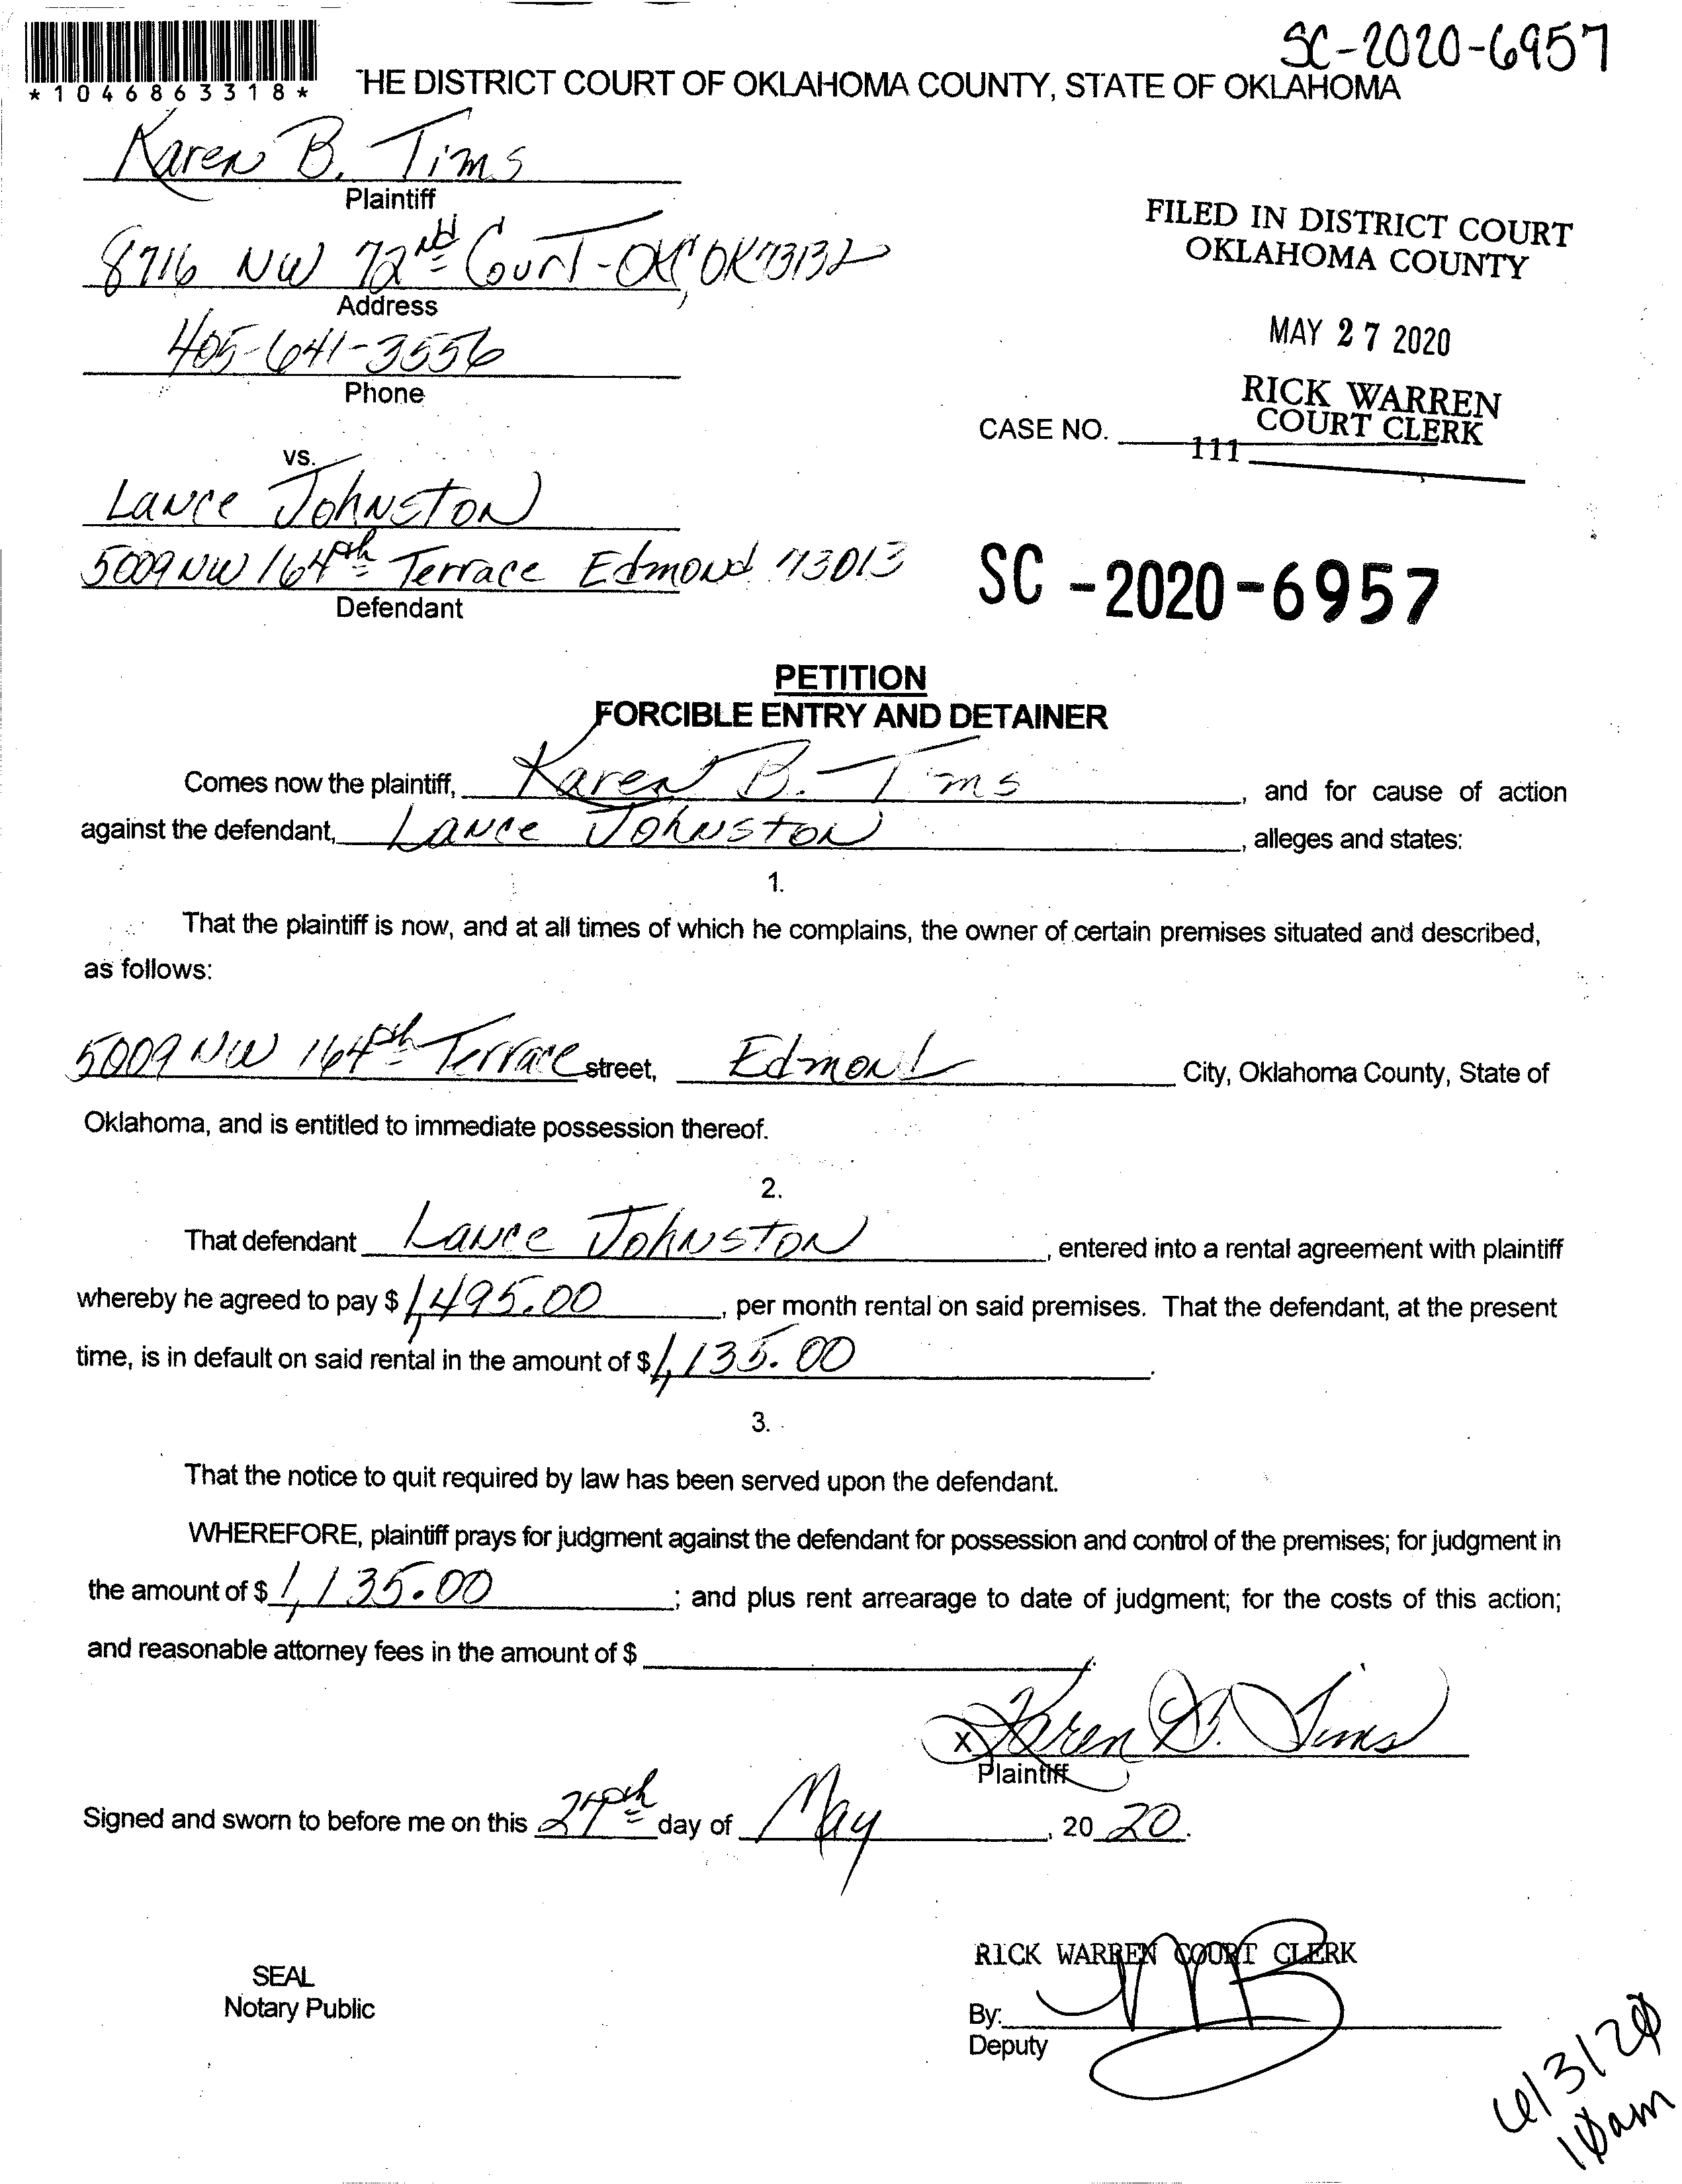 SC-2020-6957
*1046863318*
THE DISTRICT COURT OF OKLAHOMA COUNTY, STATE OF OKLAHOMA
Karen B. Tims
Plaintiff
8716 NW 72nd Court-OKC, OK 73132
Address
405-641-3556
Phone
FILED IN DISTRICT COURT
OKLAHOMA COUNTY
MAY 27 2020
RICK WARREN
COURT CLERK
CASE NO.
111
vs.
Lance Johnston
5009 NW 164th Terrace Edmond 73013
Defendant
SC-2020-6957
PETITION
FORCIBLE ENTRY AND DETAINER
Comes now the plaintiff, Karen B. Tims, and for cause of action
against the defendant, Lance Johnston, alleges and states:
1.
That the plaintiff is now, and at all times of which he complains, the owner of certain premises situated and described,
as follows:
5009 NW 164th Terrace street, Edmond City, Oklahoma County, State of
Oklahoma, and is entitled to immediate possession thereof.
2.
That defendant Lance Johnston, entered into a rental agreement with plaintiff
whereby he agreed to pay $ 1,495.00, per month rental on said premises. That the defendant, at the present
time, is in default on said rental in the amount of $ 1,135.00.
3.
That the notice to quit required by law has been served upon the defendant.
WHEREFORE, plaintiff prays for judgment against the defendant for possession and control of the premises; for judgment in
the amount of $ 1,135.00; and plus rent arrearage to date of judgment; for the costs of this action;
and reasonable attorney fees in the amount of $
X Karen B. Tims
Plaintiff
Signed and sworn to before me on this 27th day of May, 20 20.
RICK WARREN COURT CLERK
SEAL
Notary Public
By: MB
Deputy
6/3/20
10am